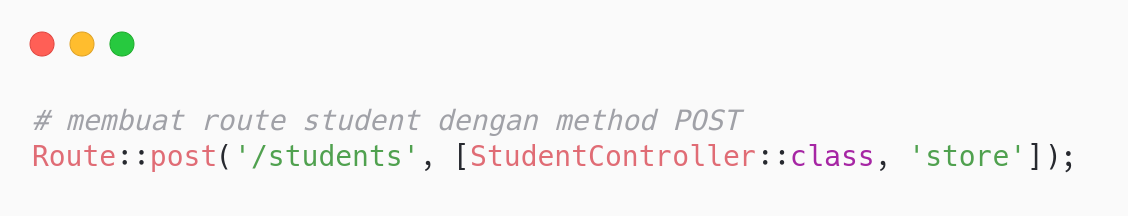 # membuat route student dengan method POST
Route::post('/students', [StudentController::class, 'store']);